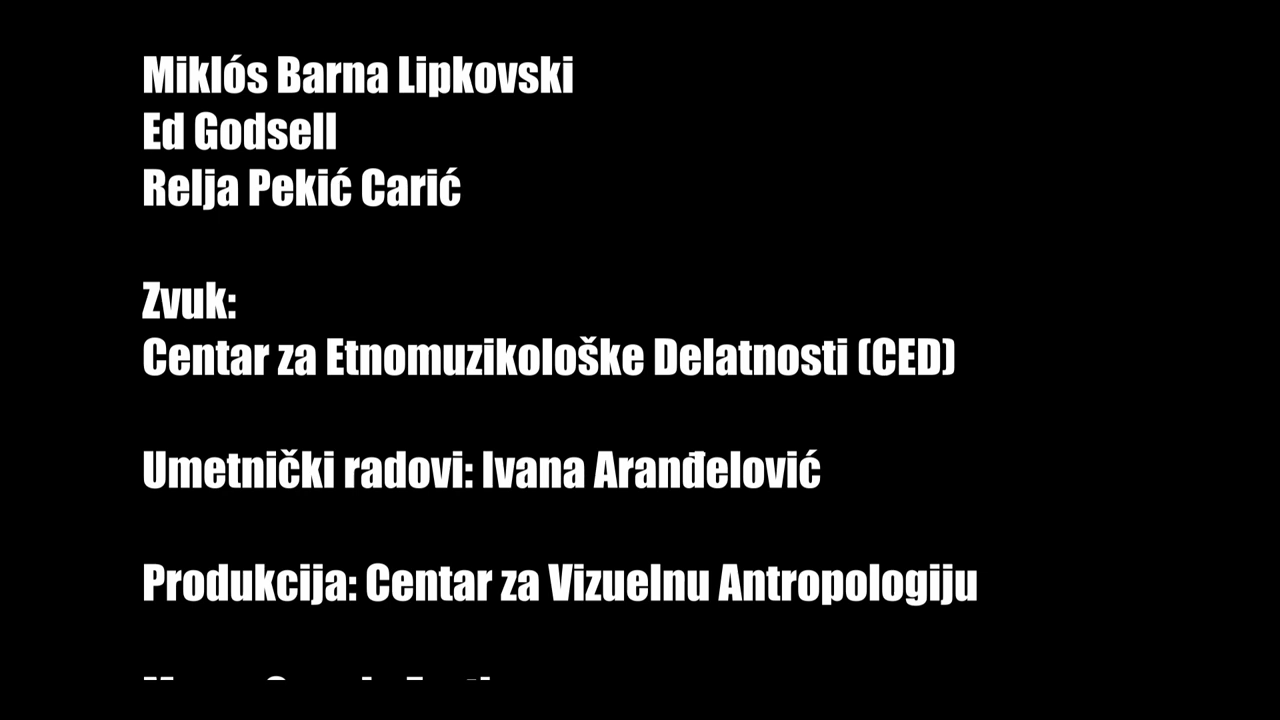 Miklós Barna Lipkovski
Ed Godsell
Relja Pekić Carić
Zvuk:
Centar za Etnomuzikološke Delatnosti (CED)
Umetnički radovi: Ivana Aranđelović
Produkcija: Centar za Vizuelnu Antropologiju